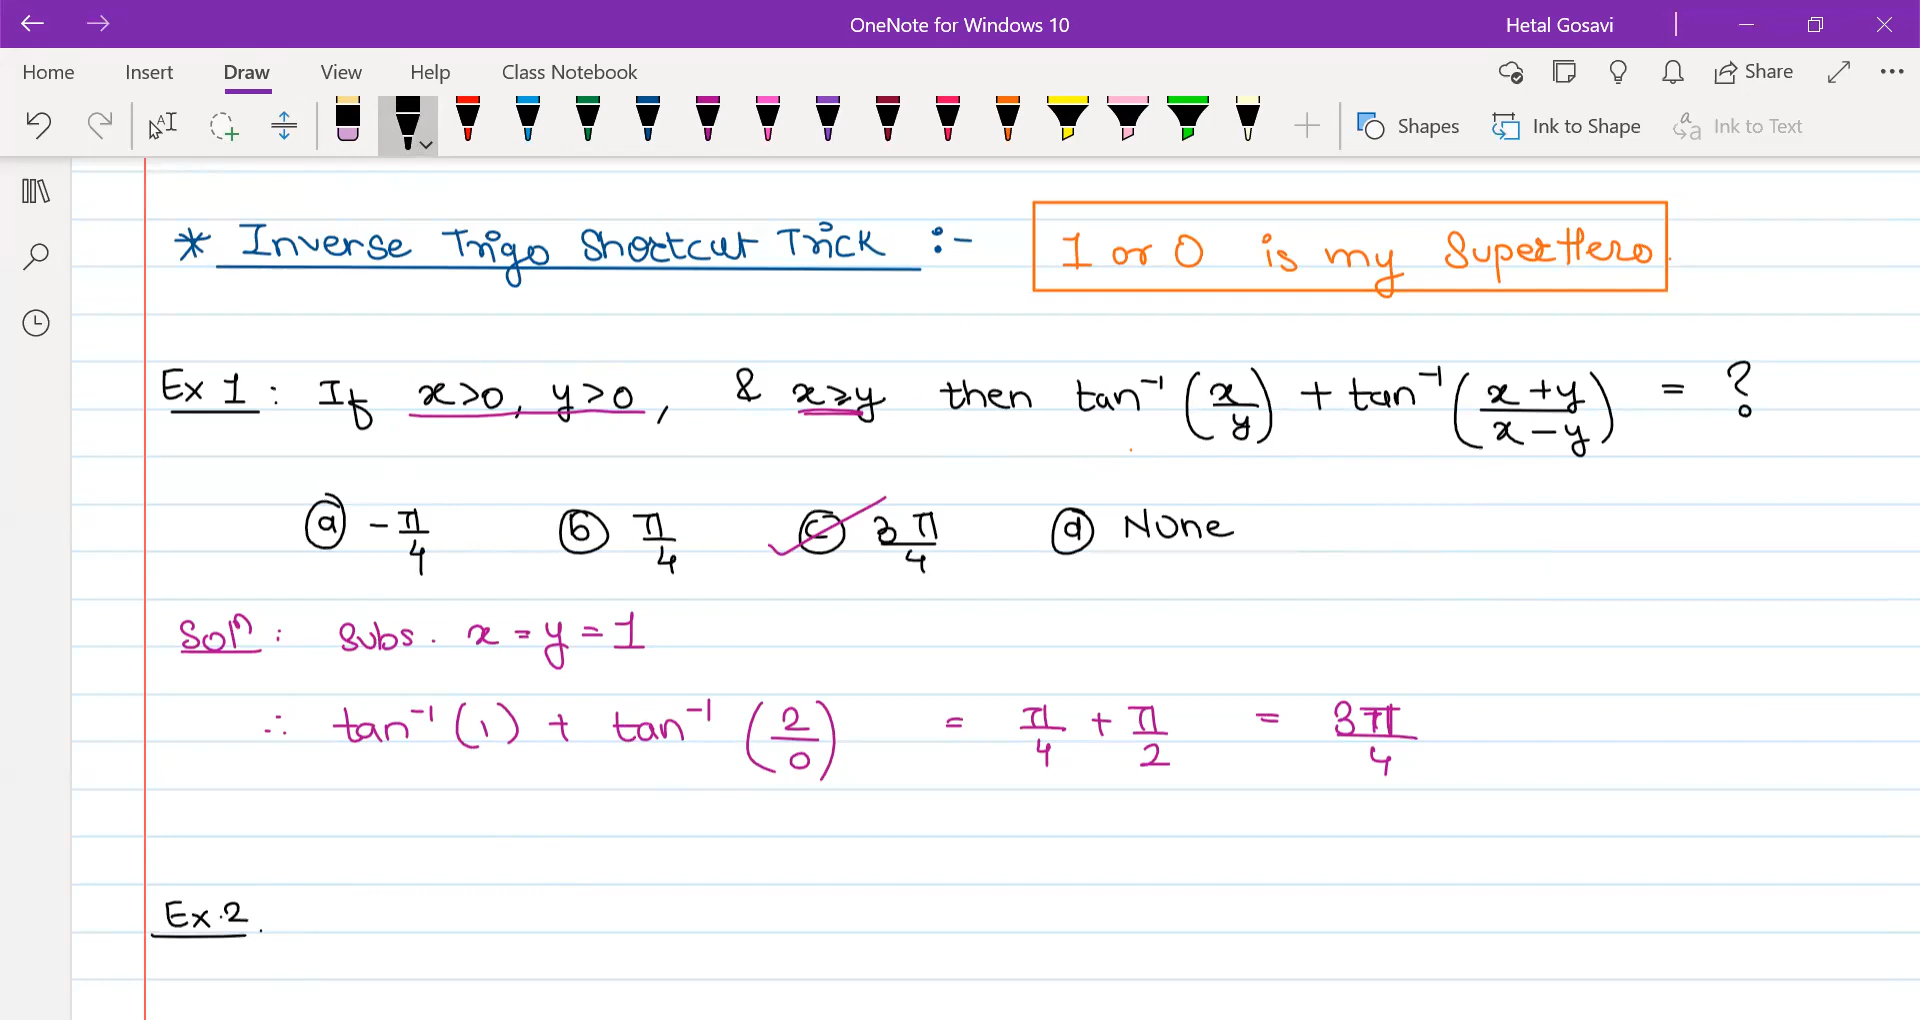 OneNote for Windows 10
Hetal Gosavi
Home Insert Draw View Help Class Notebook
Share
Shapes Ink to Shape Ink to Text
* Inverse Trigo Shortcut Trick :-
1 or 0 is my SuperHero.
Ex 1 : If x>0, y>0, & x⩾y then tan⁻¹(x/y) + tan⁻¹((x+y)/(x−y)) = ?
ⓐ −π/4 ⓑ π/4 ⓒ 3π/4 ⓓ None
Solⁿ : Subs. x = y = 1
∴ tan⁻¹(1) + tan⁻¹(2/0) = π/4 + π/2 = 3π/4
Ex.2.